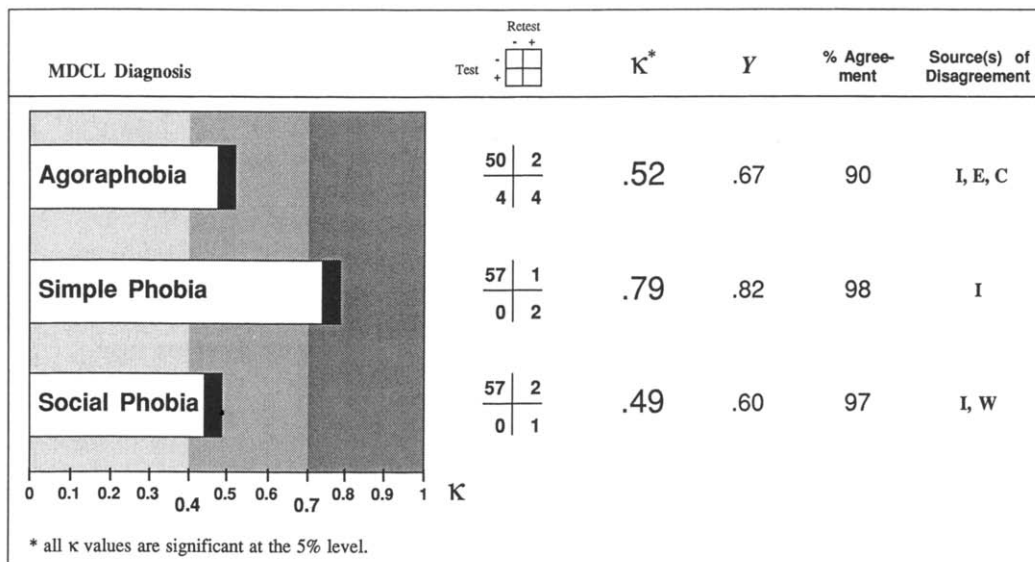 Retest
- +
MDCL Diagnosis Test - + κ* Y % Agree-ment Source(s) of Disagreement
Agoraphobia 50 2 .52 .67 90 I, E, C
4 4
Simple Phobia 57 1 .79 .82 98 I
0 2
Social Phobia 57 2 .49 .60 97 I, W
0 1
0 0.1 0.2 0.3 0.4 0.5 0.6 0.7 0.8 0.9 1 κ
* all κ values are significant at the 5% level.